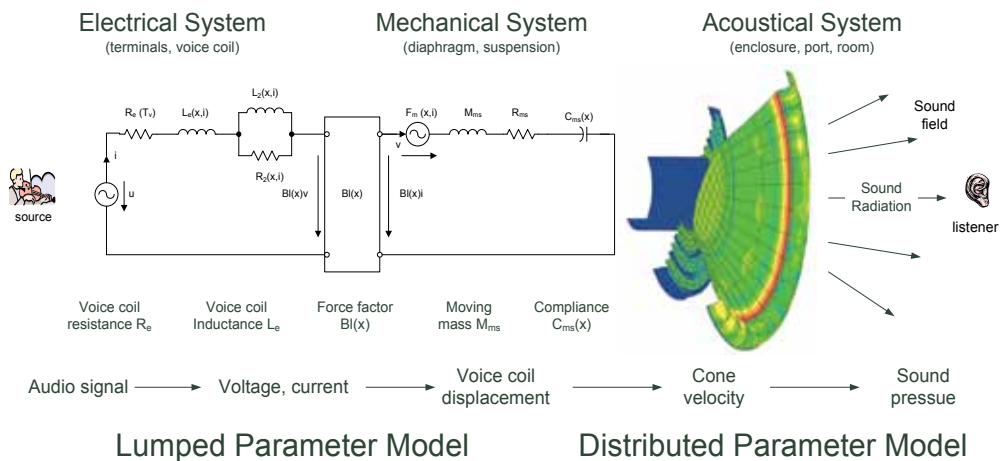 Electrical System
(terminals, voice coil)
Mechanical System
(diaphragm, suspension)
Acoustical System
(enclosure, port, room)
L₂(x,i)
Rₑ (Tᵥ)
Lₑ(x,i)
Fₘ (x,i)
Mₘₛ
Rₘₛ
Cₘₛ(x)
R₂(x,i)
i
v
u
Bl(x)v
Bl(x)
Bl(x)i
source
Sound
field
Sound
Radiation
listener
Voice coil
resistance Rₑ
Voice coil
Inductance Lₑ
Force factor
Bl(x)
Moving
mass Mₘₛ
Compliance
Cₘₛ(x)
Audio signal
Voltage, current
Voice coil
displacement
Cone
velocity
Sound
pressue
Lumped Parameter Model
Distributed Parameter Model